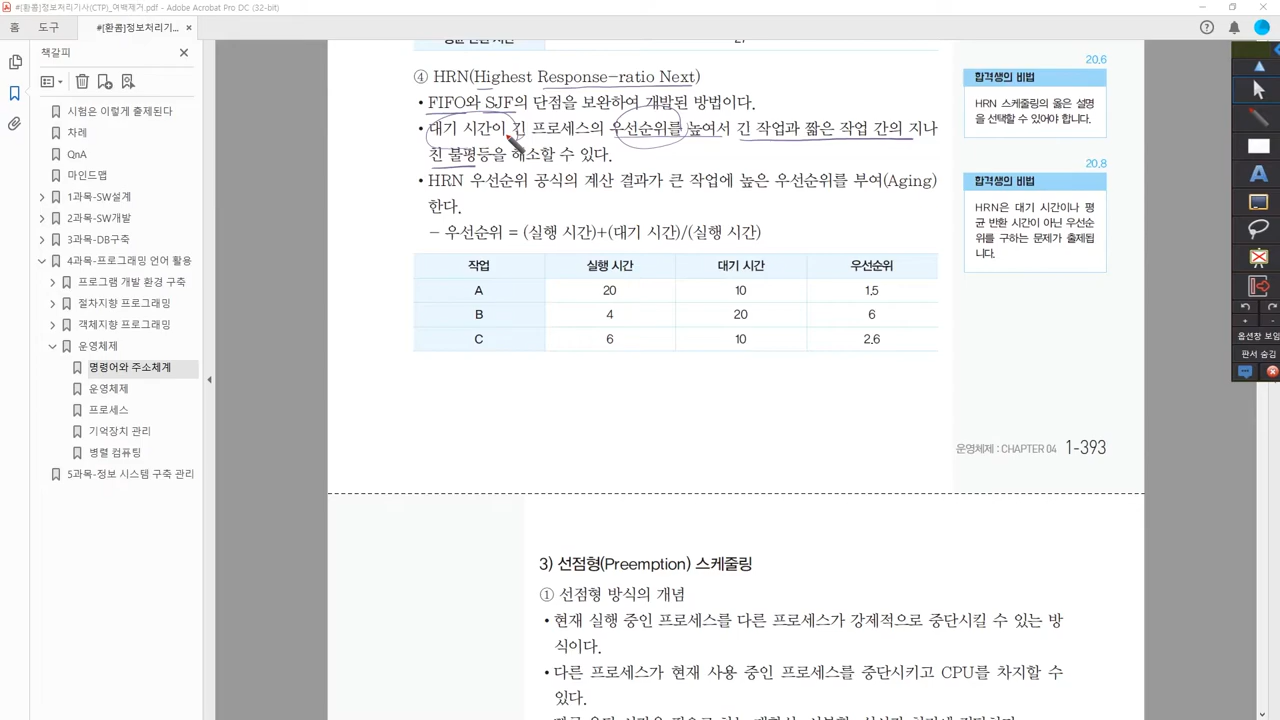 #[환콤]정보처리기사(CTP)_여백제거.pdf - Adobe Acrobat Pro DC (32-bit)
홈 도구 #[환콤]정보처리기... ×
책갈피
시험은 이렇게 출제된다
차례
QnA
마인드맵
1과목-SW설계
2과목-SW개발
3과목-DB구축
4과목-프로그래밍 언어 활용
프로그램 개발 환경 구축
절차지향 프로그래밍
객체지향 프로그래밍
운영체제
명령어와 주소체계
운영체제
프로세스
기억장치 관리
병렬 컴퓨팅
5과목-정보 시스템 구축 관리
④ HRN(Highest Response-ratio Next)
• FIFO와 SJF의 단점을 보완하여 개발된 방법이다.
• 대기 시간이 긴 프로세스의 우선순위를 높여서 긴 작업과 짧은 작업 간의 지나
친 불평등을 해소할 수 있다.
• HRN 우선순위 공식의 계산 결과가 큰 작업에 높은 우선순위를 부여(Aging)
한다.
- 우선순위 = (실행 시간)+(대기 시간)/(실행 시간)
작업 실행 시간 대기 시간 우선순위
A 20 10 1.5
B 4 20 6
C 6 10 2.6
20.6
합격생의 비법
HRN 스케줄링의 옳은 설명
을 선택할 수 있어야 합니다.
20.8
합격생의 비법
HRN은 대기 시간이나 평
균 반환 시간이 아닌 우선순
위를 구하는 문제가 출제됩
니다.
운영체제 : CHAPTER 04 1-393
3) 선점형(Preemption) 스케줄링
① 선점형 방식의 개념
• 현재 실행 중인 프로세스를 다른 프로세스가 강제적으로 중단시킬 수 있는 방
식이다.
• 다른 프로세스가 현재 사용 중인 프로세스를 중단시키고 CPU를 차지할 수
있다.
옵션창 보임
판서 숨김